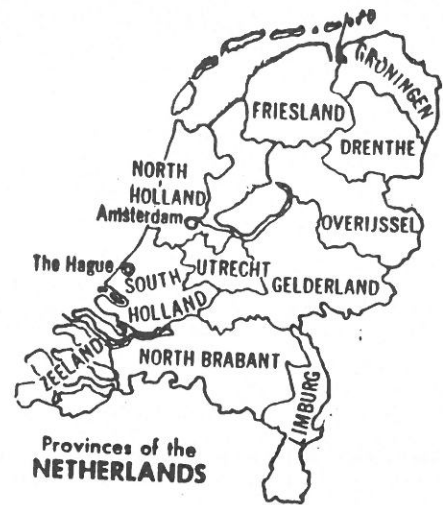 GRONINGEN
FRIESLAND
DRENTHE
NORTH
HOLLAND
Amsterdam
OVERIJSSEL
The Hague
SOUTH
HOLLAND
UTRECHT
GELDERLAND
ZEELAND
NORTH BRABANT
LIMBURG
Provinces of the
NETHERLANDS